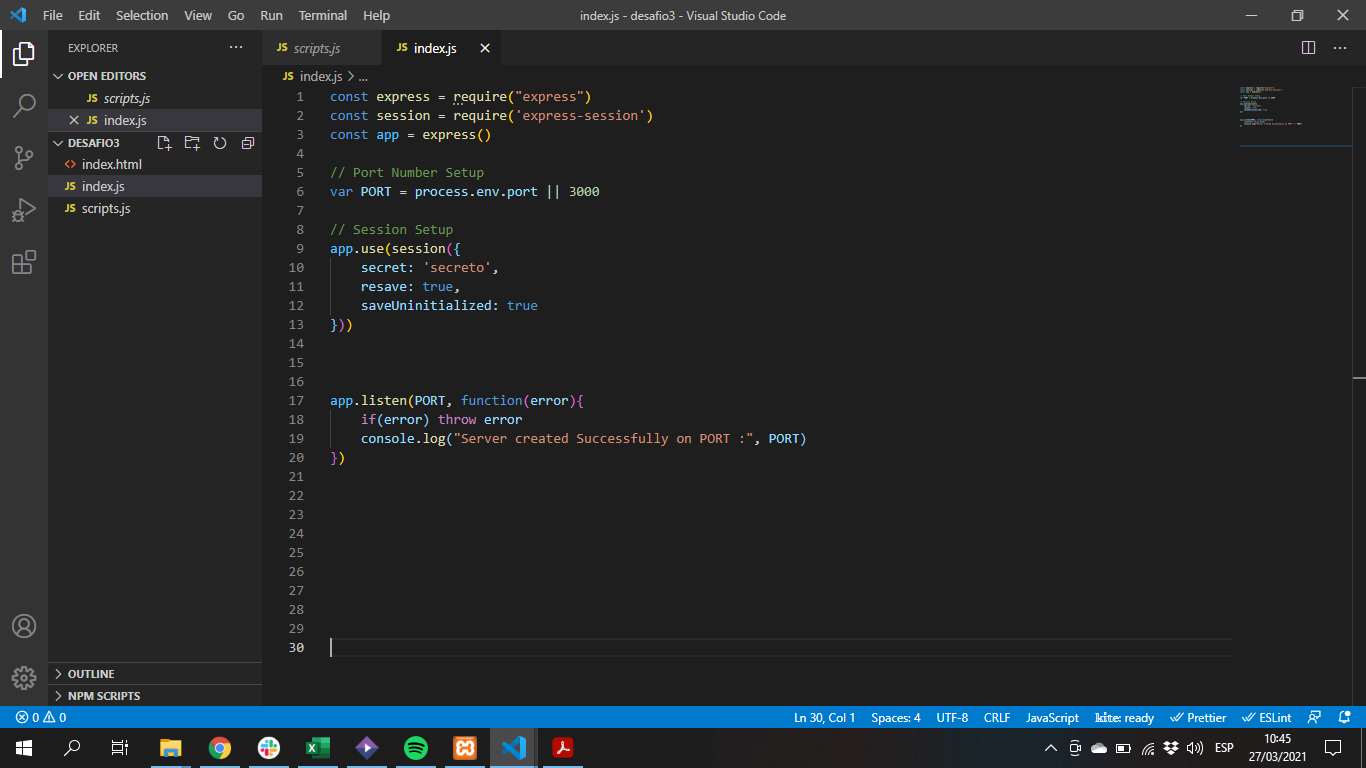 File Edit Selection View Go Run Terminal Help
index.js - desafio3 - Visual Studio Code
EXPLORER
OPEN EDITORS
JS scripts.js
JS index.js
DESAFIO3
<> index.html
JS index.js
JS scripts.js
OUTLINE
NPM SCRIPTS
JS scripts.js
JS index.js
JS index.js > ...
1 const express = require("express")
2 const session = require('express-session')
3 const app = express()
4
5 // Port Number Setup
6 var PORT = process.env.port || 3000
7
8 // Session Setup
9 app.use(session({
10 secret: 'secreto',
11 resave: true,
12 saveUninitialized: true
13 }))
14
15
16
17 app.listen(PORT, function(error){
18 if(error) throw error
19 console.log("Server created Successfully on PORT :", PORT)
20 })
21
22
23
24
25
26
27
28
29
30
0 0
Ln 30, Col 1 Spaces: 4 UTF-8 CRLF JavaScript kite: ready Prettier ESLint
ESP
10:45
27/03/2021